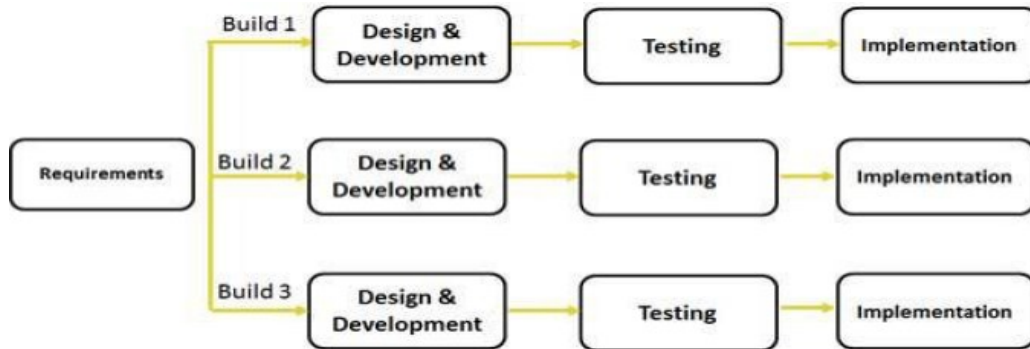 Build 1
Design &
Development
Testing
Implementation
Requirements
Build 2
Design &
Development
Testing
Implementation
Build 3
Design &
Development
Testing
Implementation